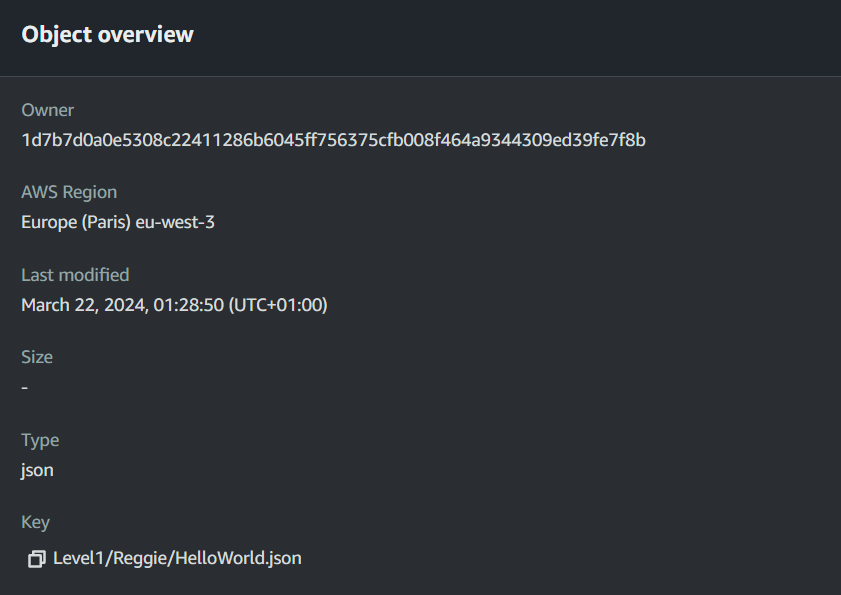 Object overview
Owner
1d7b7d0a0e5308c22411286b6045ff756375cfb008f464a9344309ed39fe7f8b
AWS Region
Europe (Paris) eu-west-3
Last modified
March 22, 2024, 01:28:50 (UTC+01:00)
Size
-
Type
json
Key
Level1/Reggie/HelloWorld.json